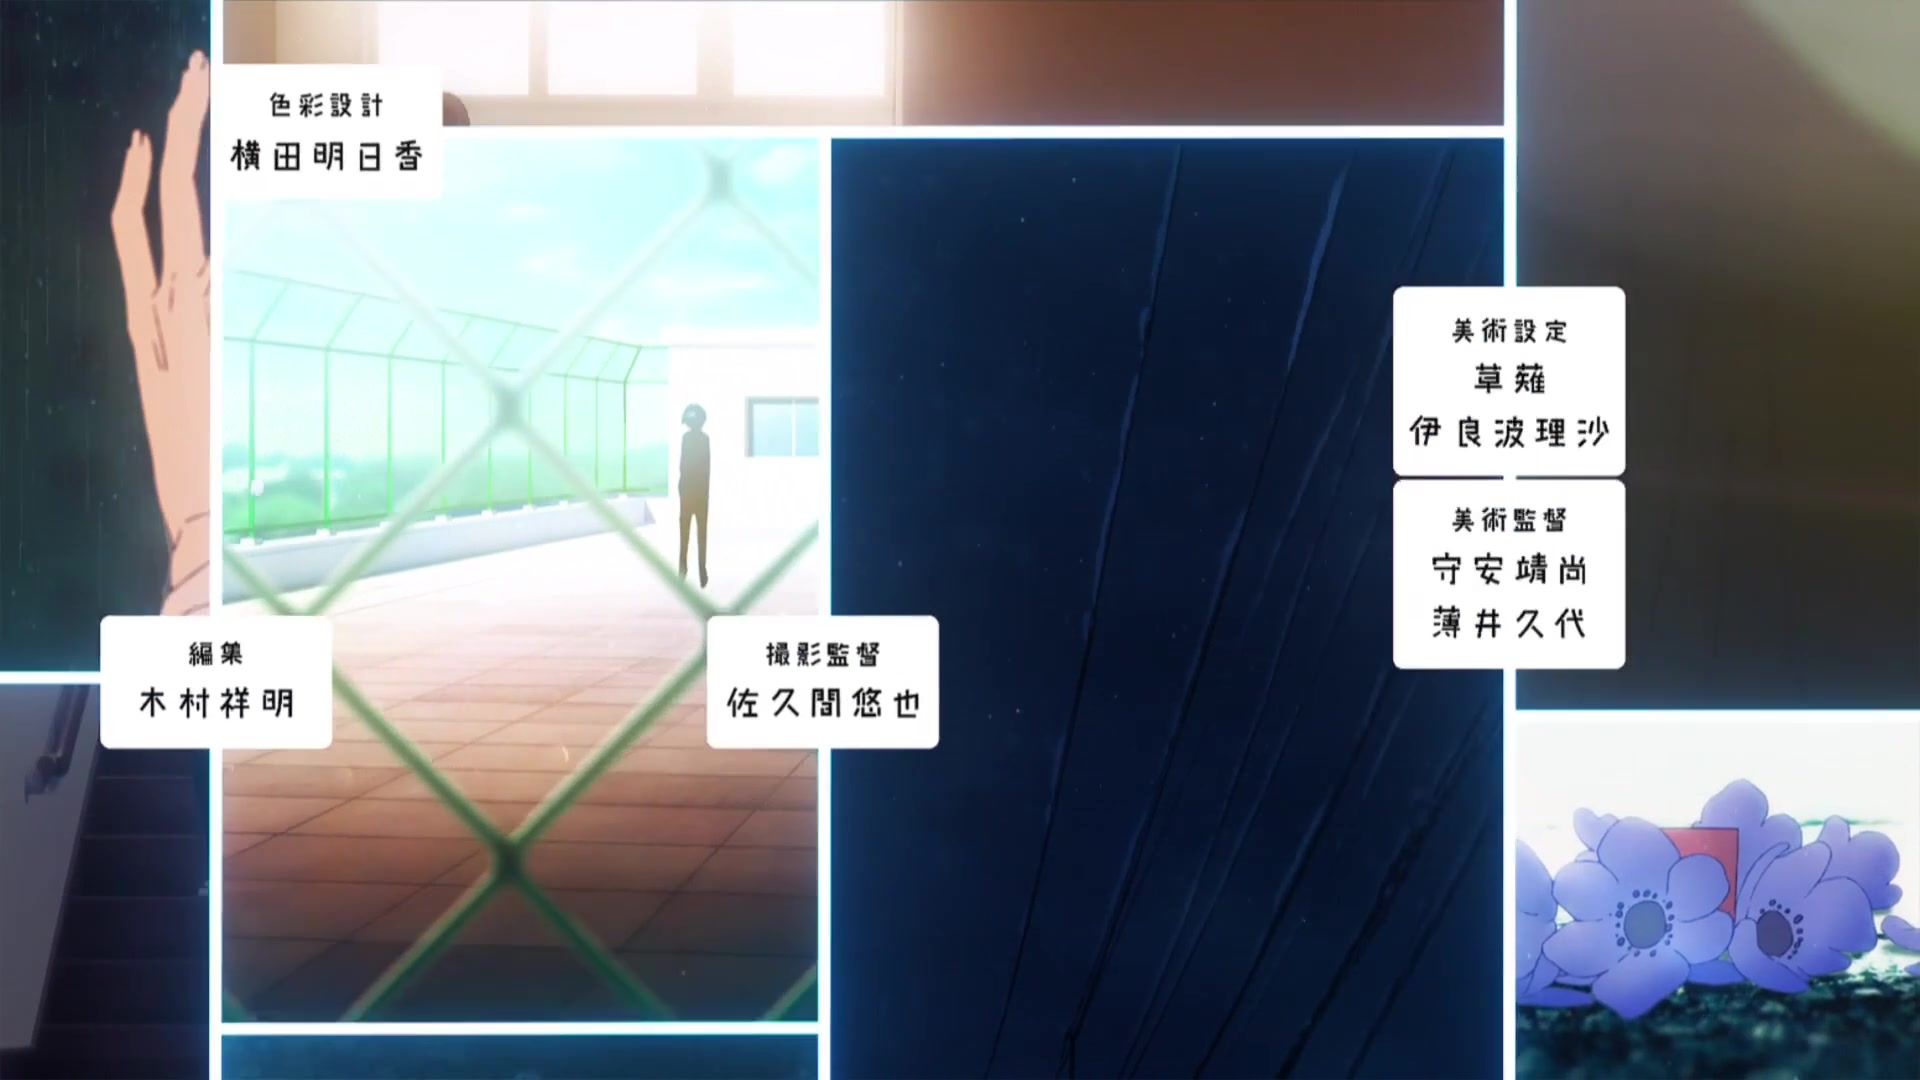 色彩設計
横田明日香
美術設定
草薙
伊良波理沙
美術監督
守安靖尚
薄井久代
編集
木村祥明
撮影監督
佐久間悠也